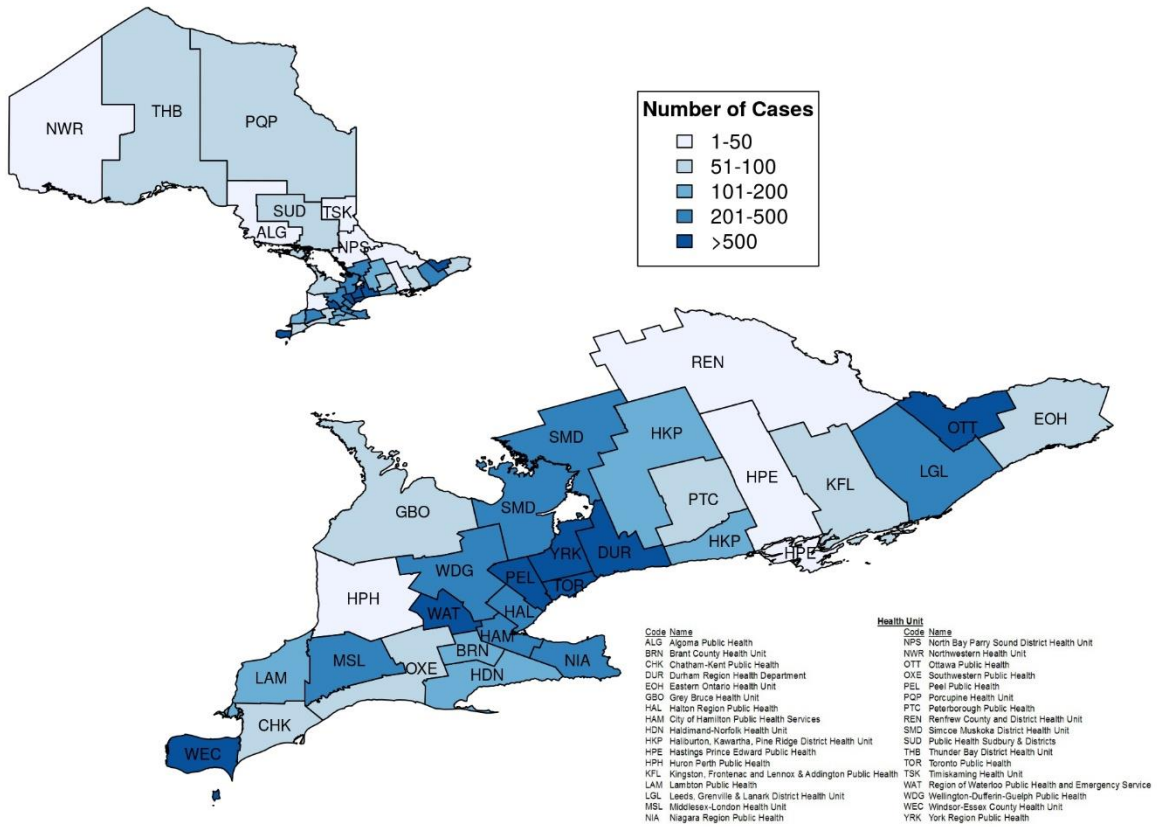 NWR
THB
PQP
SUD
TSK
ALG
NPS
Number of Cases
1-50
51-100
101-200
201-500
>500
REN
SMD
HKP
OTT
EOH
LGL
HPE
KFL
PTC
GBO
SMD
HKP
HPE
YRK
DUR
WDG
PEL
TOR
HPH
WAT
HAL
HAM
BRN
OXE
MSL
NIA
HDN
LAM
CHK
WEC
Health Unit
Code Name
ALG Algoma Public Health
BRN Brant County Health Unit
CHK Chatham-Kent Public Health
DUR Durham Region Health Department
EOH Eastern Ontario Health Unit
GBO Grey Bruce Health Unit
HAL Halton Region Public Health
HAM City of Hamilton Public Health Services
HDN Haldimand-Norfolk Health Unit
HKP Haliburton, Kawartha, Pine Ridge District Health Unit
HPE Hastings Prince Edward Public Health
HPH Huron Perth Public Health
KFL Kingston, Frontenac and Lennox & Addington Public Health
LAM Lambton Public Health
LGL Leeds, Grenville & Lanark District Health Unit
MSL Middlesex-London Health Unit
NIA Niagara Region Public Health
Code Name
NPS North Bay Parry Sound District Health Unit
NWR Northwestern Health Unit
OTT Ottawa Public Health
OXE Southwestern Public Health
PEL Peel Public Health
PQP Porcupine Health Unit
PTC Peterborough Public Health
REN Renfrew County and District Health Unit
SMD Simcoe Muskoka District Health Unit
SUD Public Health Sudbury & Districts
THB Thunder Bay District Health Unit
TOR Toronto Public Health
TSK Timiskaming Health Unit
WAT Region of Waterloo Public Health and Emergency Service
WDG Wellington-Dufferin-Guelph Public Health
WEC Windsor-Essex County Health Unit
YRK York Region Public Health